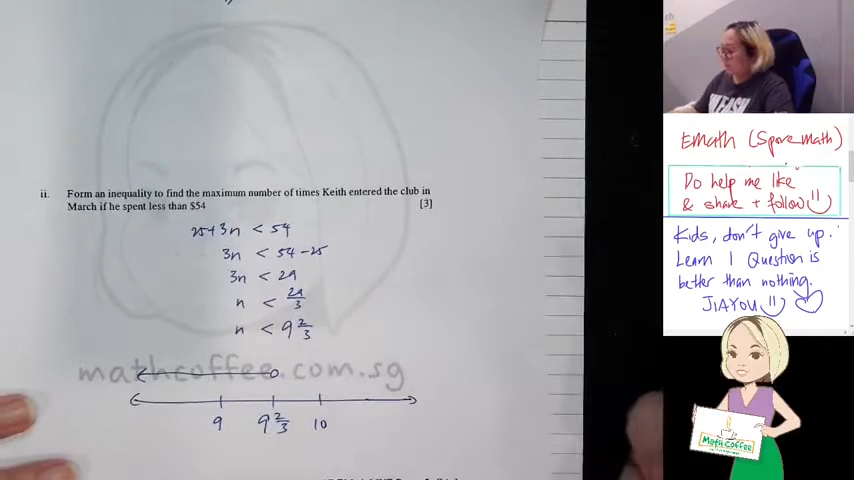 ii. Form an inequality to find the maximum number of times Keith entered the club in
March if he spent less than $54 [3]
25+3n < 54
3n < 54-25
3n < 29
n < 29/3
n < 9 2/3
mathcoffee.com.sg
9 9 2/3 10
Emath (Spore math)
Do help me like
& share + follow
Kids, don't give up.
Learn 1 Question is
better than nothing.
JIAYOU
MathCoffee